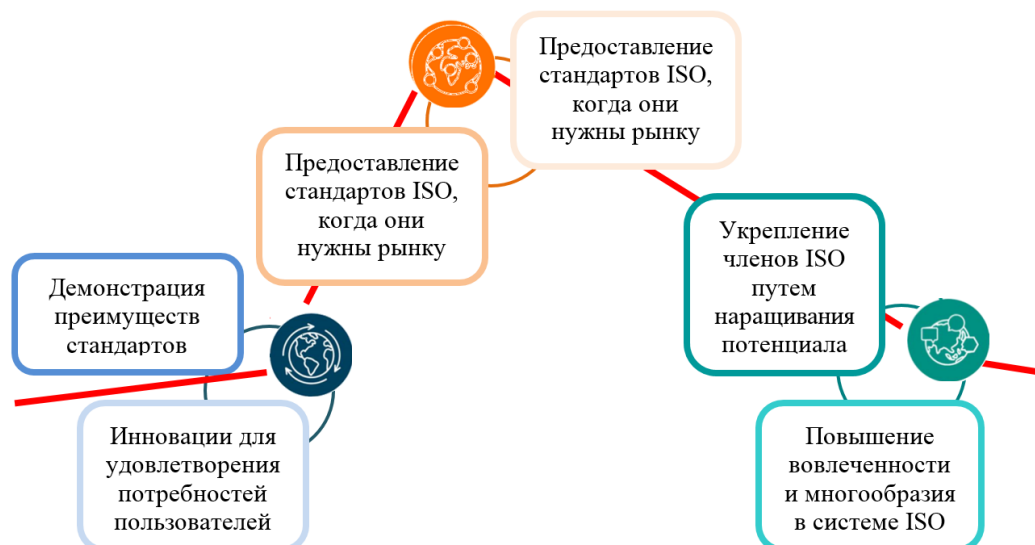 Демонстрация
преимуществ
стандартов
Инновации для
удовлетворения
потребностей
пользователей
Предоставление
стандартов ISO,
когда они
нужны рынку
Предоставление
стандартов ISO,
когда они
нужны рынку
Укрепление
членов ISO
путем
наращивания
потенциала
Повышение
вовлеченности
и многообразия
в системе ISO